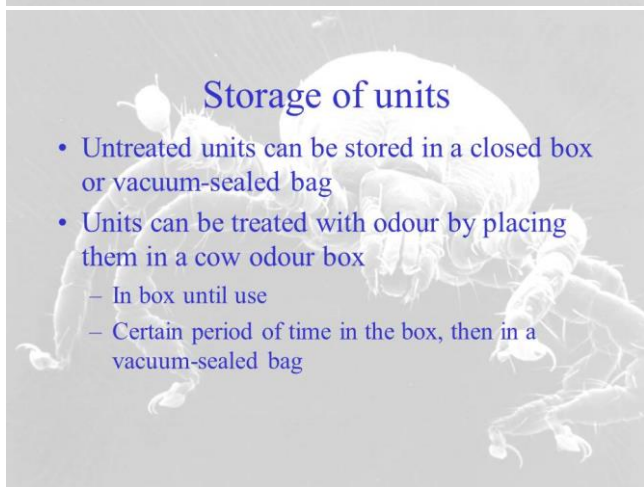 Storage of units
• Untreated units can be stored in a closed box
or vacuum-sealed bag
• Units can be treated with odour by placing
them in a cow odour box
– In box until use
– Certain period of time in the box, then in a
vacuum-sealed bag